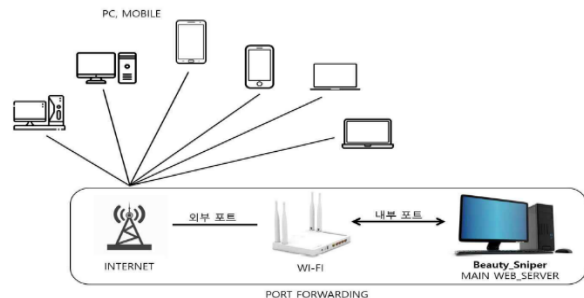 PC, MOBILE
외부 포트
내부 포트
INTERNET
WI-FI
Beauty_Sniper
MAIN WEB_SERVER
PORT FORWARDING